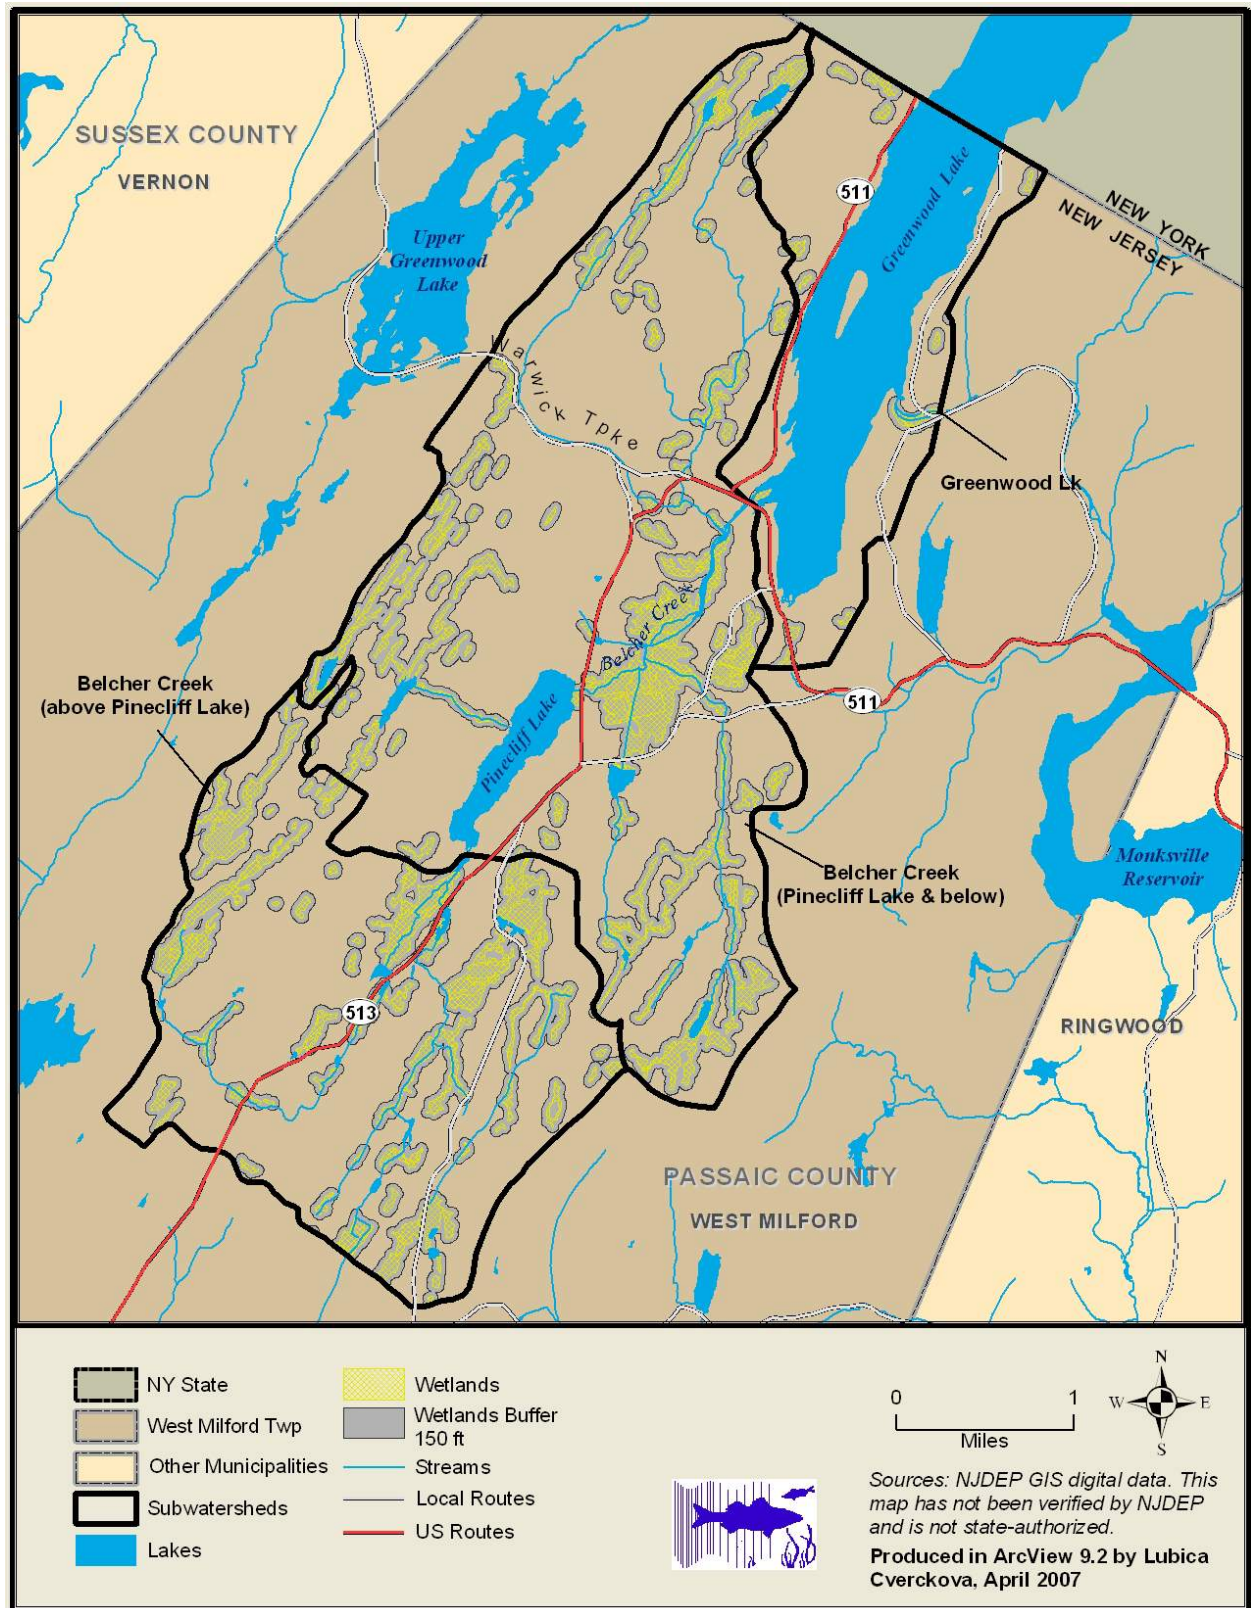 SUSSEX COUNTY
VERNON
Upper
Greenwood
Lake
511
Greenwood Lake
NEW YORK
NEW JERSEY
Warwick Tpke
Greenwood Lk
Belcher Creek
Belcher Creek
(above Pinecliff Lake)
Pinecliff Lake
511
Belcher Creek
(Pinecliff Lake & below)
Monksville
Reservoir
513
RINGWOOD
PASSAIC COUNTY
WEST MILFORD
NY State
West Milford Twp
Other Municipalities
Subwatersheds
Lakes
Wetlands
Wetlands Buffer
150 ft
Streams
Local Routes
US Routes
0 1
Miles
N
W E
S
Sources: NJDEP GIS digital data. This
map has not been verified by NJDEP
and is not state-authorized.
Produced in ArcView 9.2 by Lubica
Cverckova, April 2007